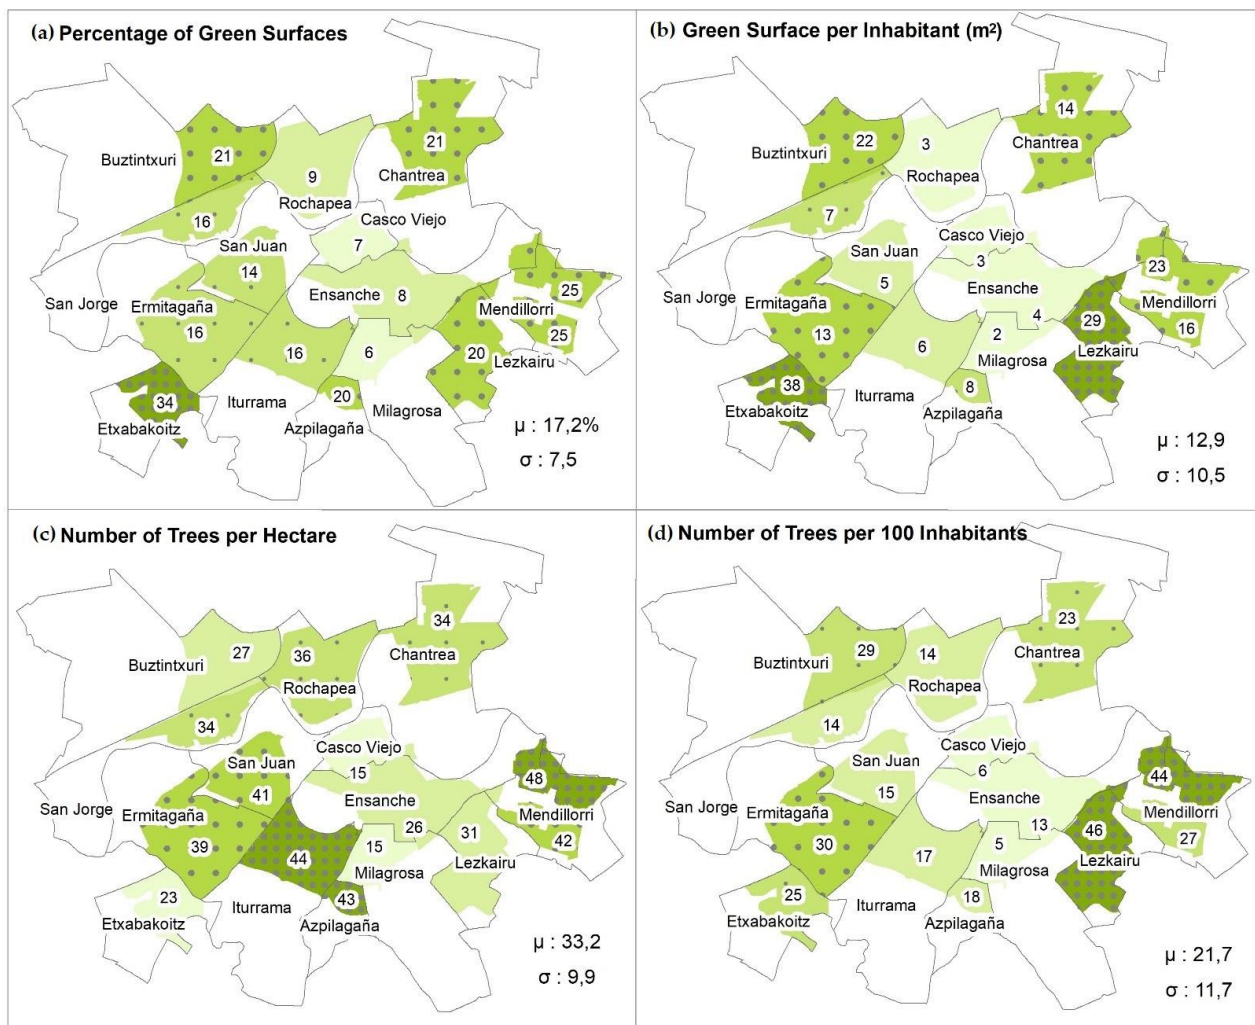 (a) Percentage of Green Surfaces
21
21
Buztintxuri
9
Chantrea
Rochapea
16
Casco Viejo
San Juan
7
14
San Jorge
Ermitagaña
Ensanche
8
25
Mendillorri
16
25
16
6
20
Lezkairu
34
Iturrama
20
Milagrosa
Etxabakoitz
Azpilagaña
µ : 17,2%
σ : 7,5
(b) Green Surface per Inhabitant (m²)
14
22
3
Chantrea
Buztintxuri
Rochapea
7
Casco Viejo
San Juan
3
23
5
San Jorge
Ermitagaña
Ensanche
Mendillorri
4
29
16
13
6
2
Lezkairu
Milagrosa
38
8
Iturrama
Azpilagaña
Etxabakoitz
µ : 12,9
σ : 10,5
(c) Number of Trees per Hectare
34
27
36
Buztintxuri
Chantrea
Rochapea
34
Casco Viejo
San Juan
15
48
41
San Jorge
Ermitagaña
Ensanche
Mendillorri
26
31
42
39
44
15
Lezkairu
Milagrosa
23
43
Iturrama
Azpilagaña
Etxabakoitz
µ : 33,2
σ : 9,9
(d) Number of Trees per 100 Inhabitants
23
29
14
Buztintxuri
Chantrea
Rochapea
14
Casco Viejo
San Juan
6
44
15
San Jorge
Ermitagaña
Ensanche
Mendillorri
13
46
27
30
17
5
Lezkairu
Milagrosa
25
18
Iturrama
Azpilagaña
Etxabakoitz
µ : 21,7
σ : 11,7